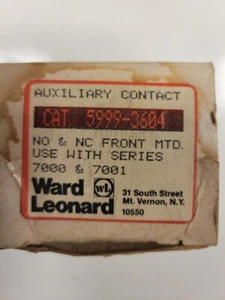 AUXILIARY CONTACT
CAT. 5999-3604
NO & NC FRONT MTD.
USE WITH SERIES
7000 & 7001
Ward
Leonard
WL
31 South Street
Mt. Vernon, N.Y.
10550